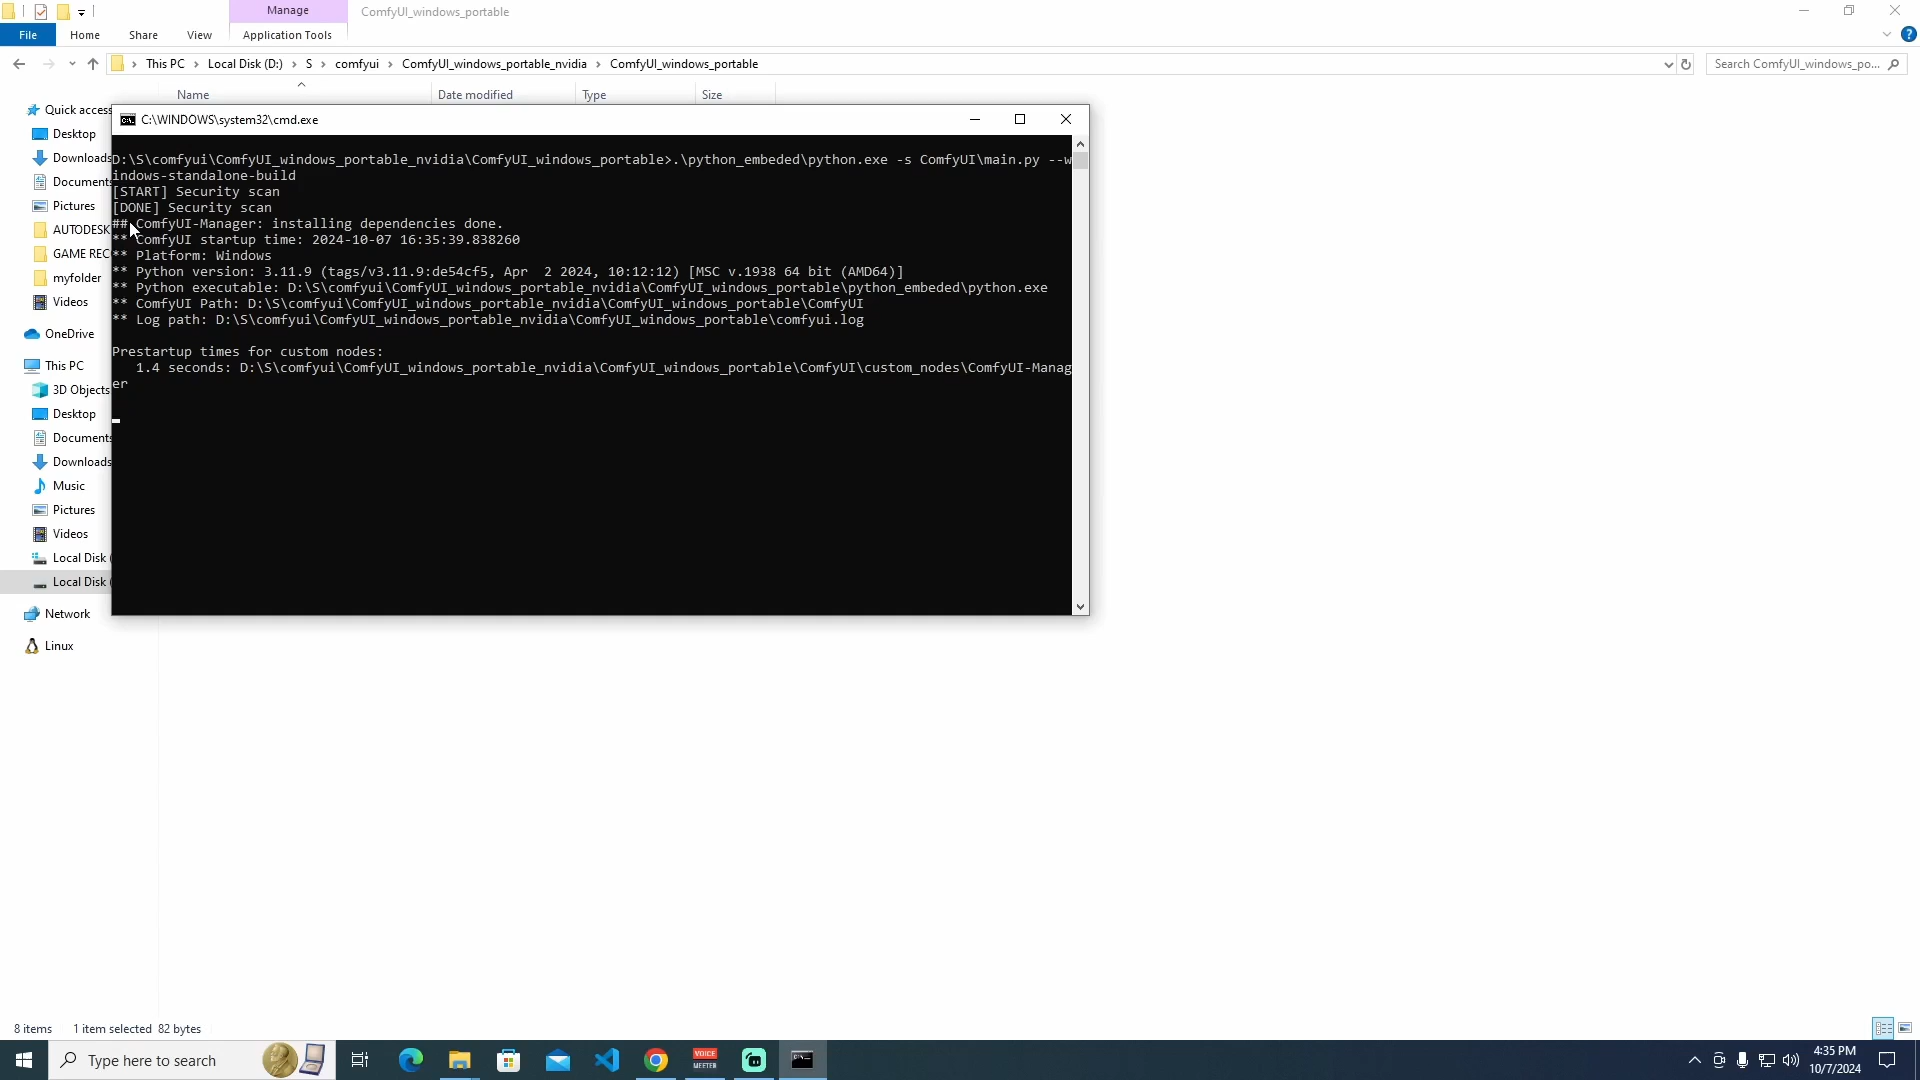 Manage
ComfyUI_windows_portable
File
Home
Share
View
Application Tools
This PC
Local Disk (D:)
S
comfyui
ComfyUI_windows_portable_nvidia
ComfyUI_windows_portable
Search ComfyUI_windows_po...
Name
Date modified
Type
Size
Quick access
Desktop
Downloads
Documents
Pictures
AUTODESK
GAME REC
myfolder
Videos
OneDrive
This PC
3D Objects
Desktop
Documents
Downloads
Music
Pictures
Videos
Local Disk (
Local Disk (
Network
Linux
C:\WINDOWS\system32\cmd.exe
D:\S\comfyui\ComfyUI_windows_portable_nvidia\ComfyUI_windows_portable>.\python_embeded\python.exe -s ComfyUI\main.py --w
indows-standalone-build
[START] Security scan
[DONE] Security scan
## ComfyUI-Manager: installing dependencies done.
** ComfyUI startup time: 2024-10-07 16:35:39.838260
** Platform: Windows
** Python version: 3.11.9 (tags/v3.11.9:de54cf5, Apr  2 2024, 10:12:12) [MSC v.1938 64 bit (AMD64)]
** Python executable: D:\S\comfyui\ComfyUI_windows_portable_nvidia\ComfyUI_windows_portable\python_embeded\python.exe
** ComfyUI Path: D:\S\comfyui\ComfyUI_windows_portable_nvidia\ComfyUI_windows_portable\ComfyUI
** Log path: D:\S\comfyui\ComfyUI_windows_portable_nvidia\ComfyUI_windows_portable\comfyui.log
Prestartup times for custom nodes:
1.4 seconds: D:\S\comfyui\ComfyUI_windows_portable_nvidia\ComfyUI_windows_portable\ComfyUI\custom_nodes\ComfyUI-Manag
er
8 items
1 item selected 82 bytes
Type here to search
VOICE
MEETER
4:35 PM
10/7/2024